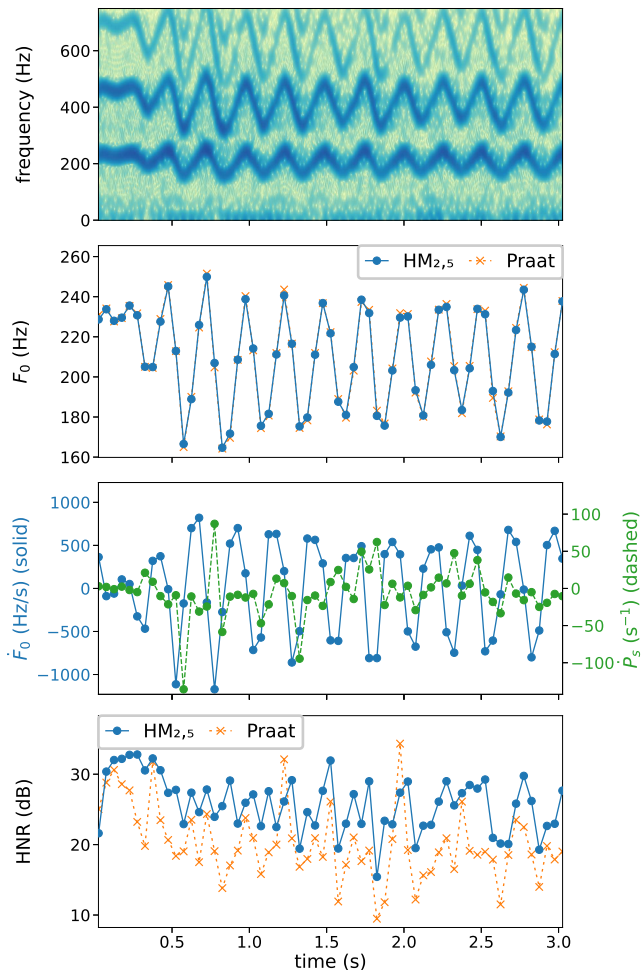 frequency (Hz)
600
400
200
0
F₀ (Hz)
260
240
220
200
180
160
HM₂,₅ Praat
Ḟ₀ (Hz/s) (solid)
1000
500
0
−500
−1000
100
50
0
−50
−100
Ṗₛ (s⁻¹) (dashed)
HNR (dB)
30
20
10
HM₂,₅ Praat
0.5 1.0 1.5 2.0 2.5 3.0
time (s)